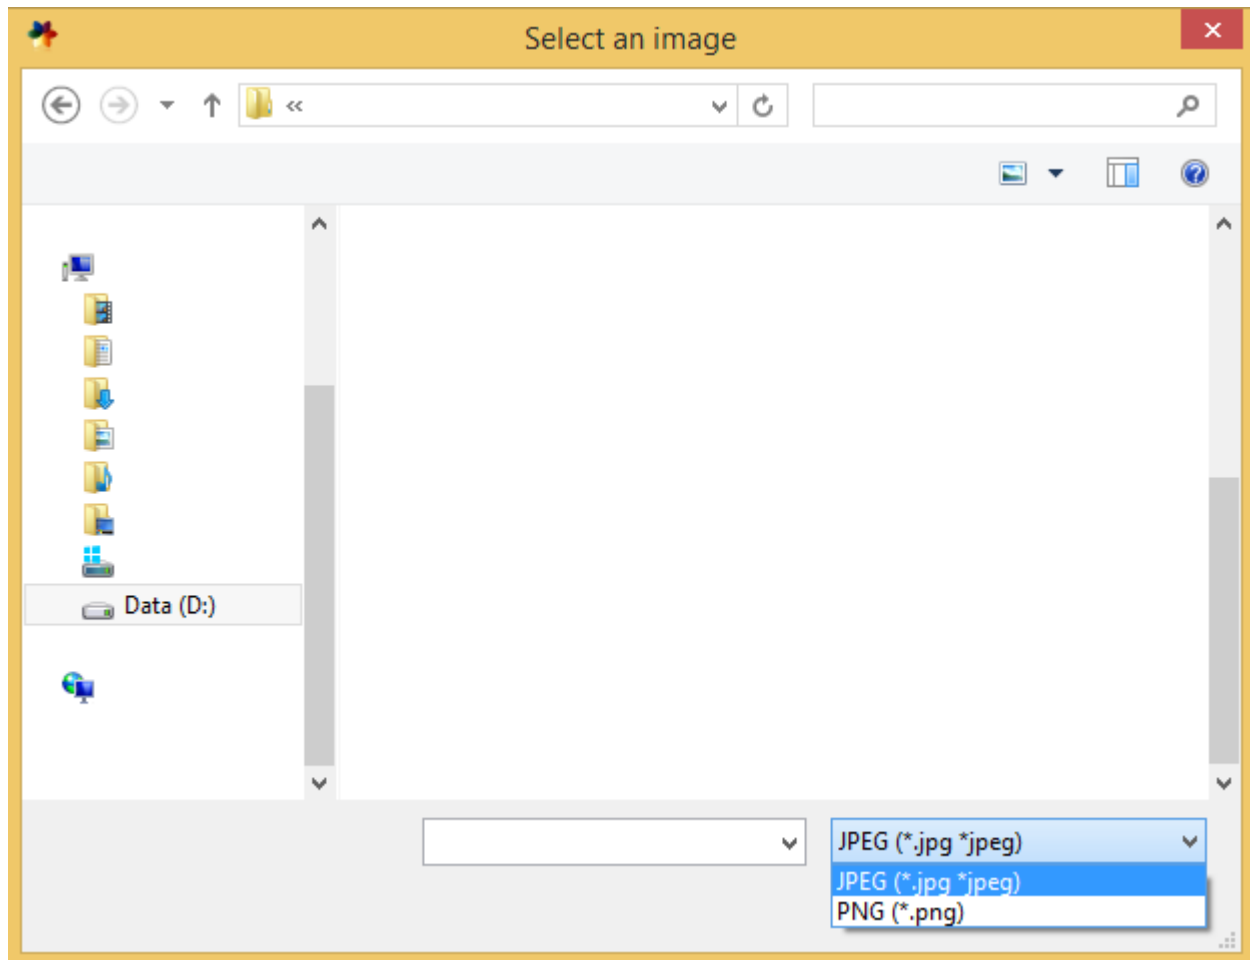 Select an image
«
Data (D:)
JPEG (*.jpg *jpeg)
JPEG (*.jpg *jpeg)
PNG (*.png)